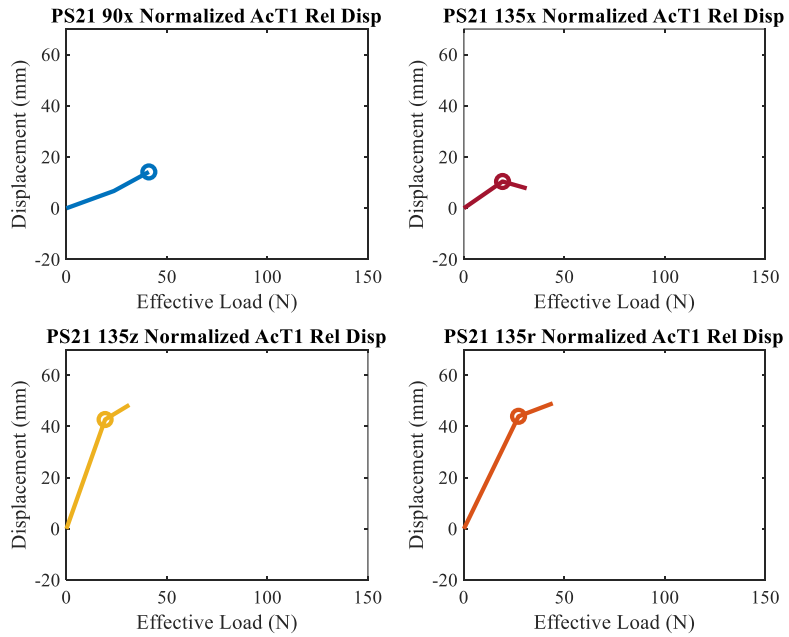 PS21 90x Normalized AcT1 Rel Disp
60
40
20
0
-20
Displacement (mm)
0 50 100 150
Effective Load (N)
PS21 135x Normalized AcT1 Rel Disp
60
40
20
0
-20
Displacement (mm)
0 50 100 150
Effective Load (N)
PS21 135z Normalized AcT1 Rel Disp
60
40
20
0
-20
Displacement (mm)
0 50 100 150
Effective Load (N)
PS21 135r Normalized AcT1 Rel Disp
60
40
20
0
-20
Displacement (mm)
0 50 100 150
Effective Load (N)